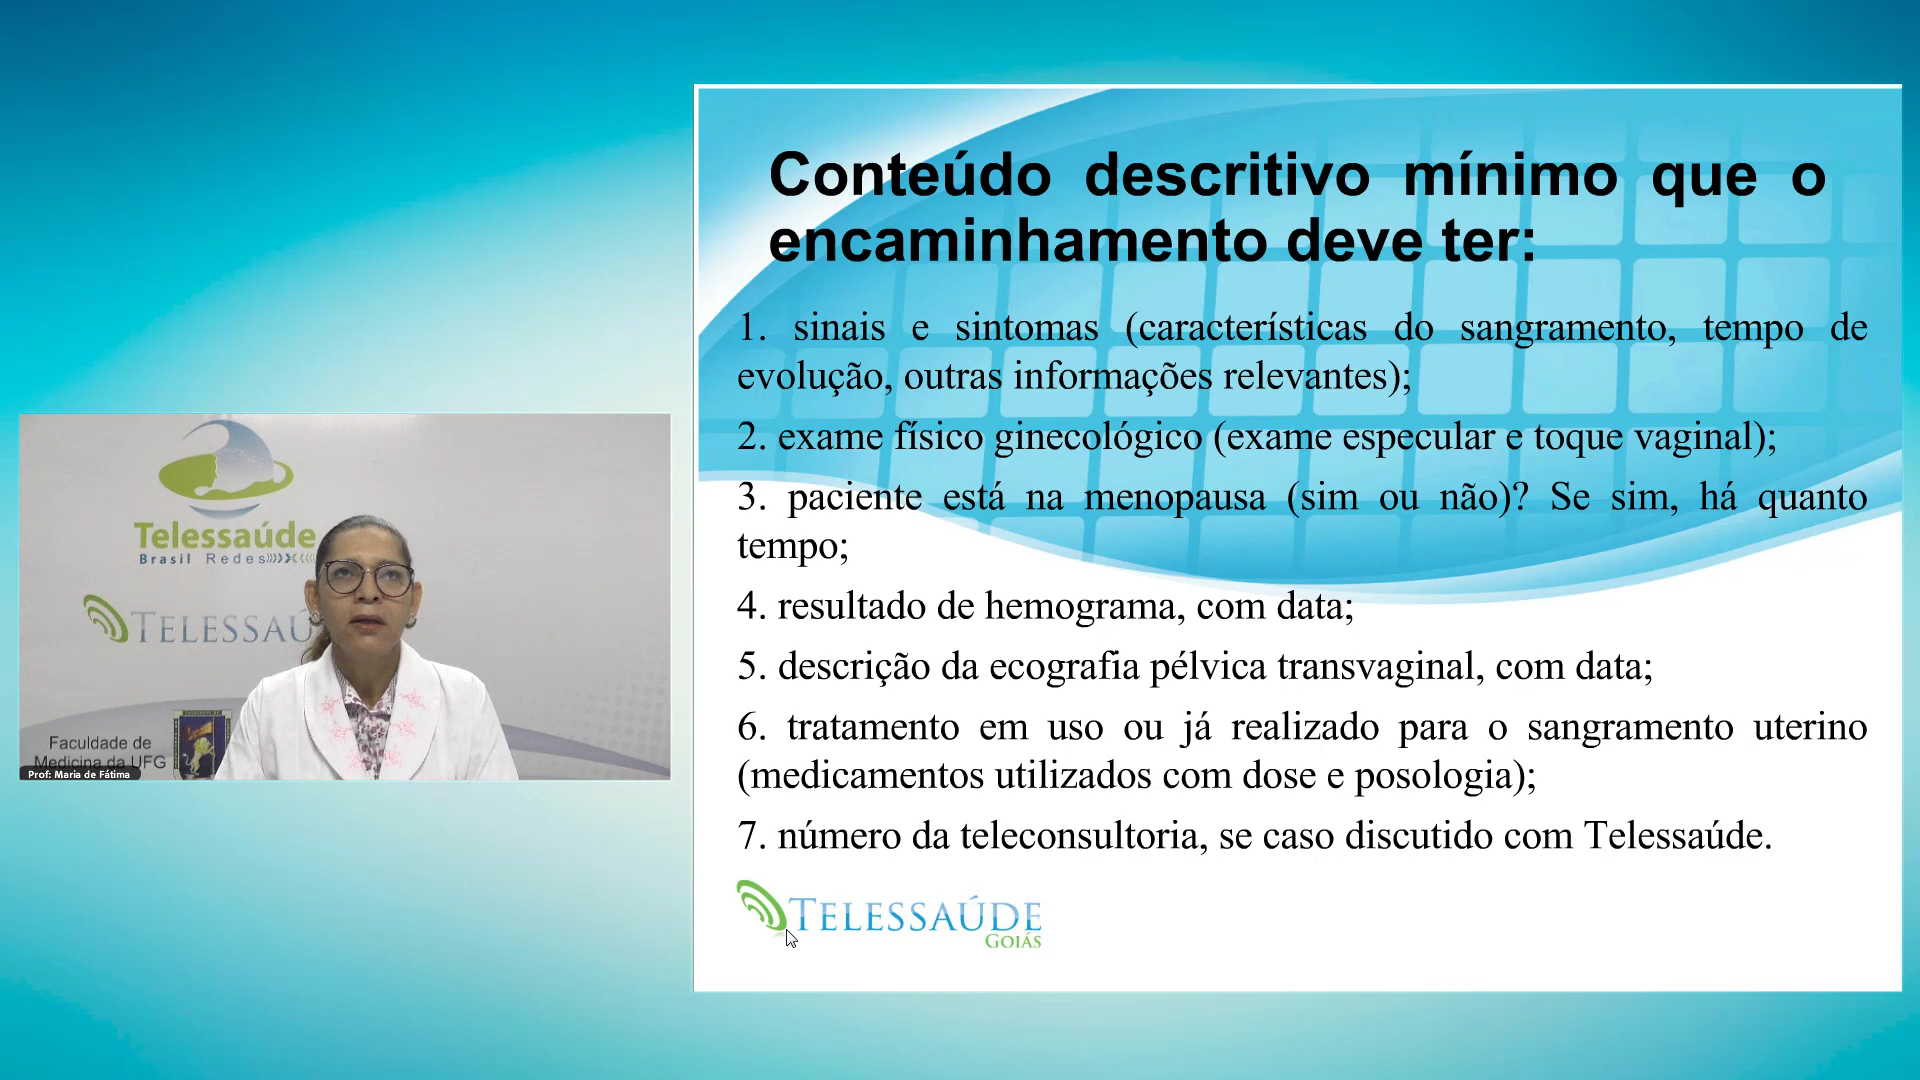 Conteúdo descritivo mínimo que o
encaminhamento deve ter:
1. sinais e sintomas (características do sangramento, tempo de
evolução, outras informações relevantes);
2. exame físico ginecológico (exame especular e toque vaginal);
3. paciente está na menopausa (sim ou não)? Se sim, há quanto
tempo;
4. resultado de hemograma, com data;
5. descrição da ecografia pélvica transvaginal, com data;
6. tratamento em uso ou já realizado para o sangramento uterino
(medicamentos utilizados com dose e posologia);
7. número da teleconsultoria, se caso discutido com Telessaúde.
TELESSAÚDE
GOIÁS
Telessaúde
Brasil Redes
TELESSAÚ
Faculdade de
Medicina da UFG
Prof: Maria de Fátima